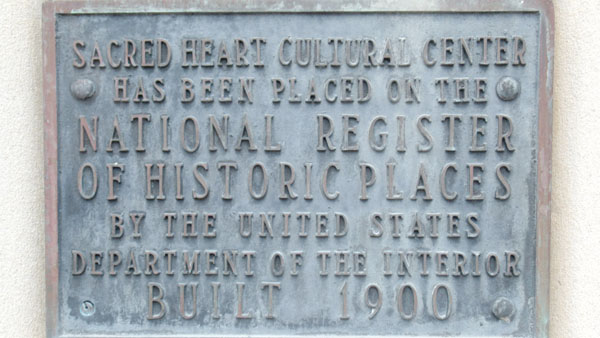 SACRED HEART CULTURAL CENTER
HAS BEEN PLACED ON THE
NATIONAL REGISTER
OF HISTORIC PLACES
BY THE UNITED STATES
DEPARTMENT OF THE INTERIOR
BUILT 1900